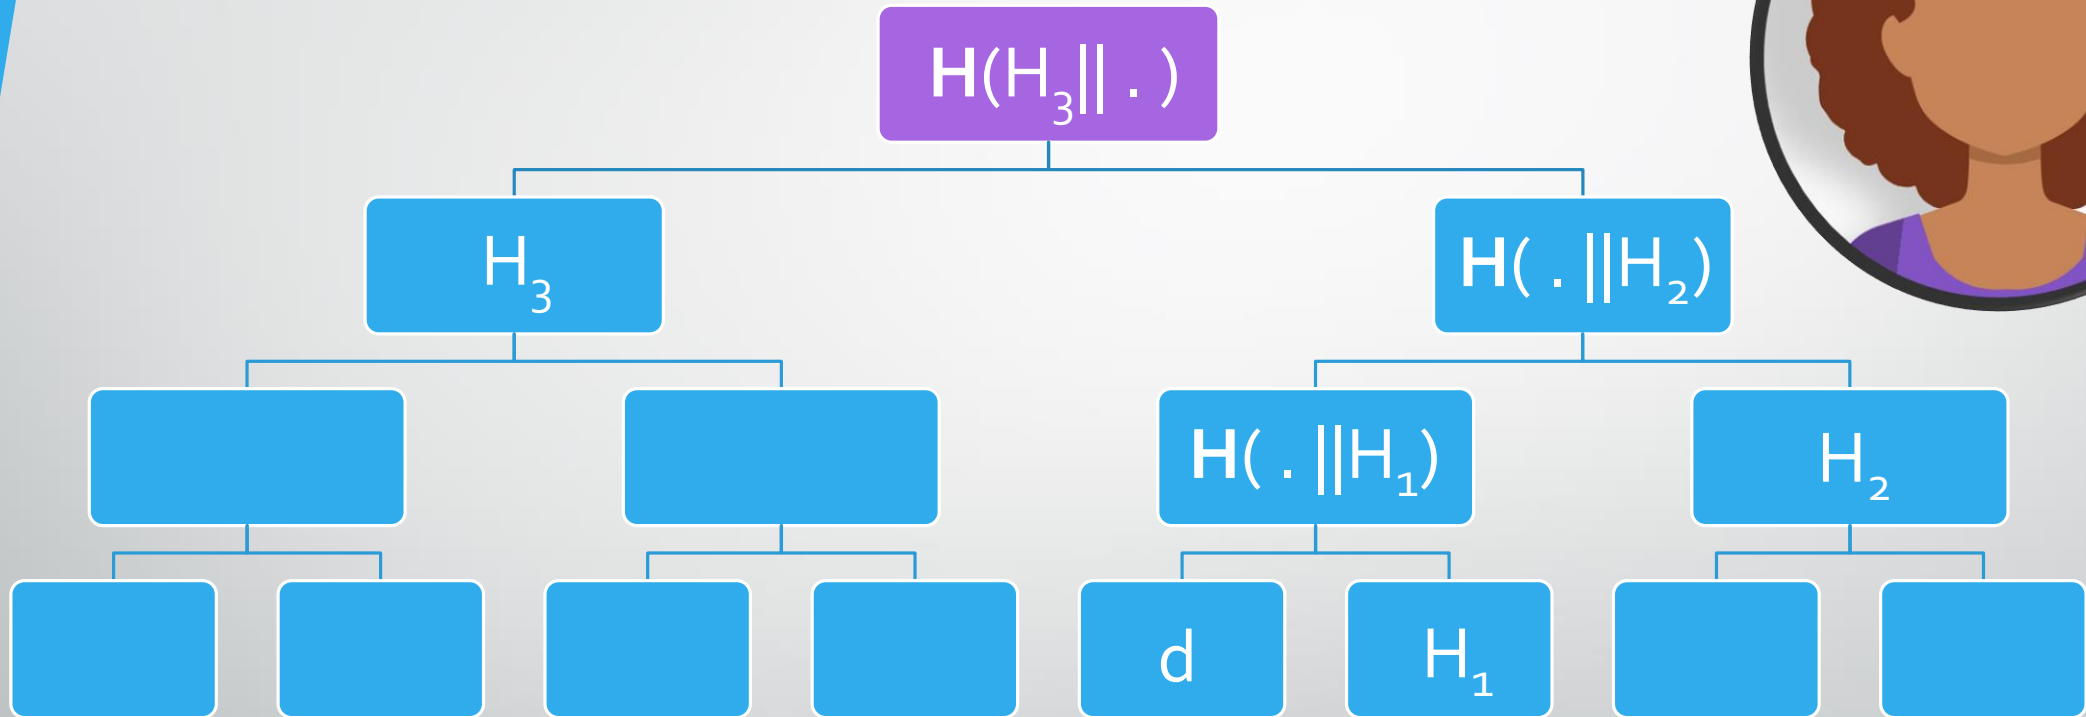 H(H₃|| . )
H₃
H( . ||H₂)
H( . ||H₁)
H₂
d
H₁